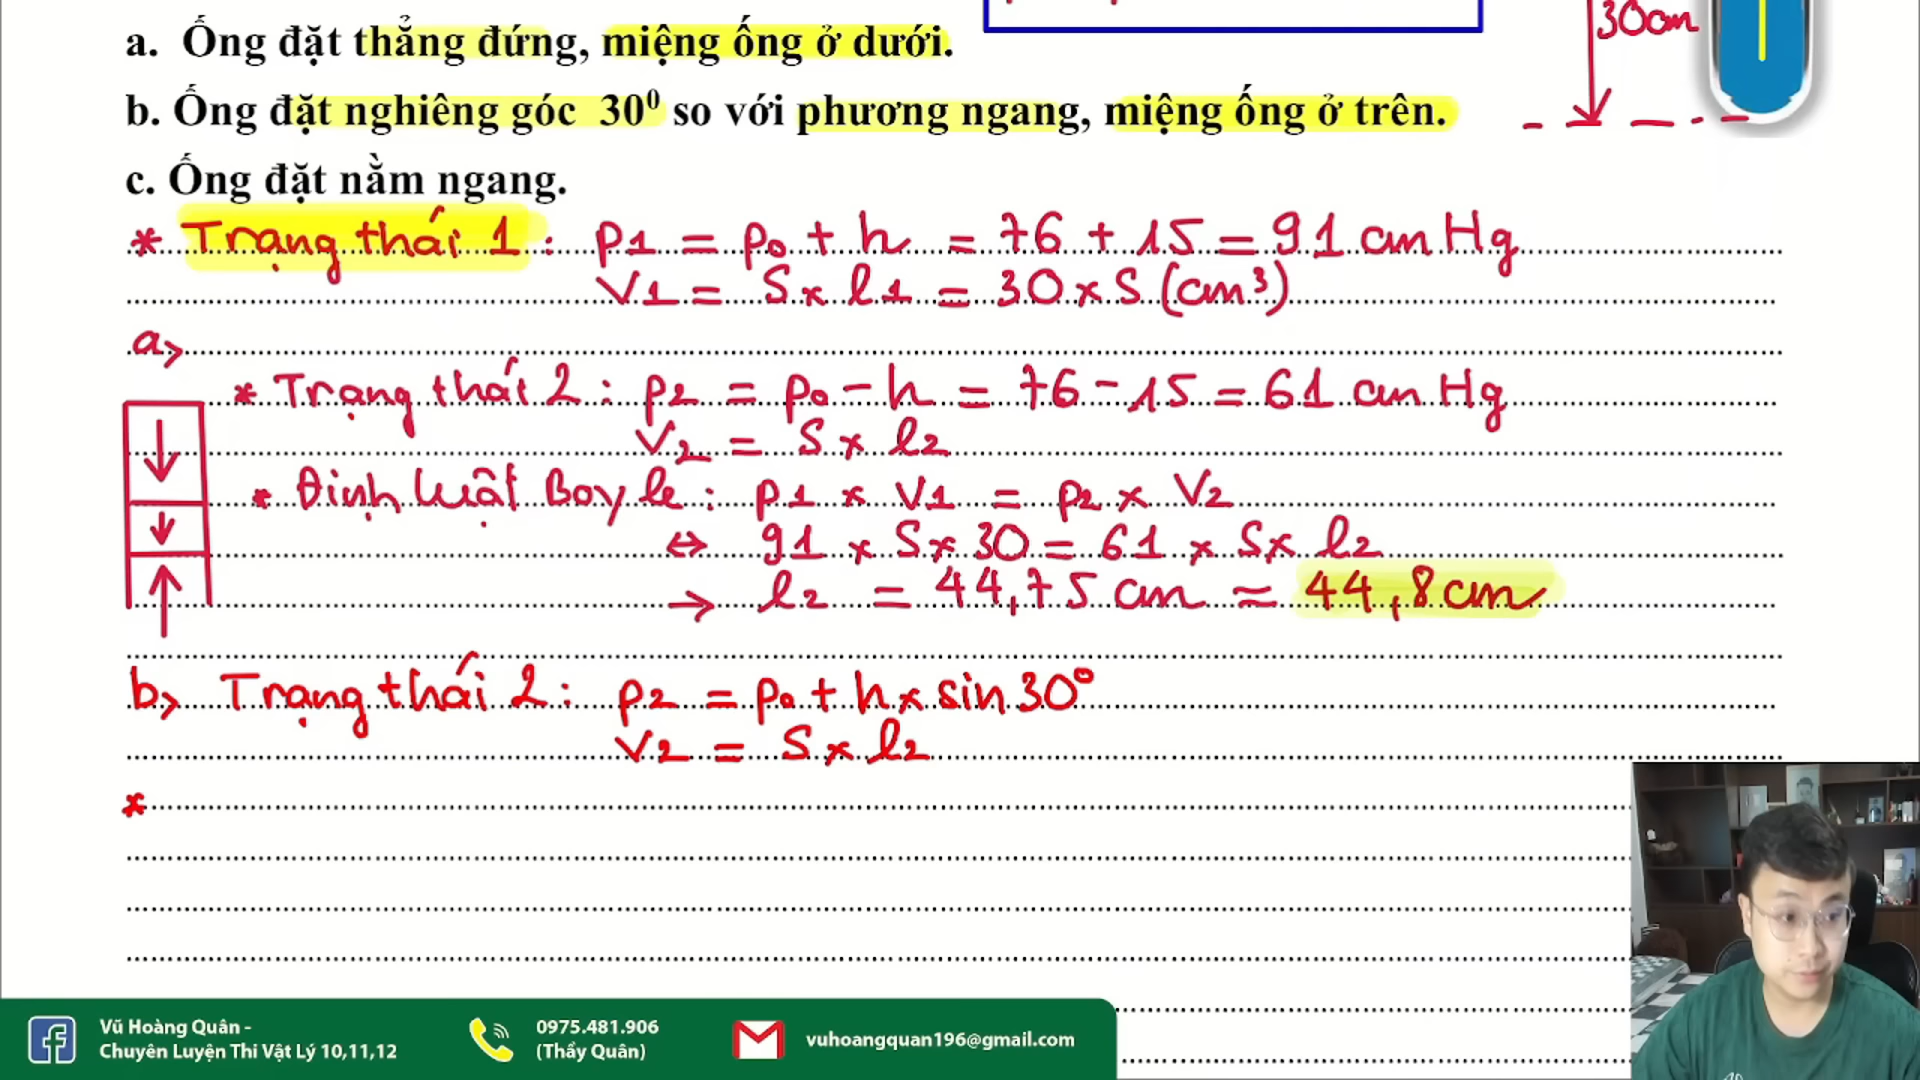 30cm
a. Ống đặt thẳng đứng, miệng ống ở dưới.
b. Ống đặt nghiêng góc 30⁰ so với phương ngang, miệng ống ở trên.
c. Ống đặt nằm ngang.
* Trạng thái 1 : p1 = p₀ + h = 76 + 15 = 91 cm Hg
V1 = S x l1 = 30 x S (cm³)
a>
* Trạng thái 2 : p2 = p₀ - h = 76 - 15 = 61 cm Hg
V2 = S x l2
* Định luật Boyle : p1 x V1 = p2 x V2
↔ 91 x S x 30 = 61 x S x l2
→ l2 = 44,75 cm ≈ 44,8 cm
b> Trạng thái 2 : p2 = p₀ + h x sin 30°
V2 = S x l2
*
Vũ Hoàng Quân -
Chuyên Luyện Thi Vật Lý 10,11,12
0975.481.906
(Thầy Quân)
vuhoangquan196@gmail.com